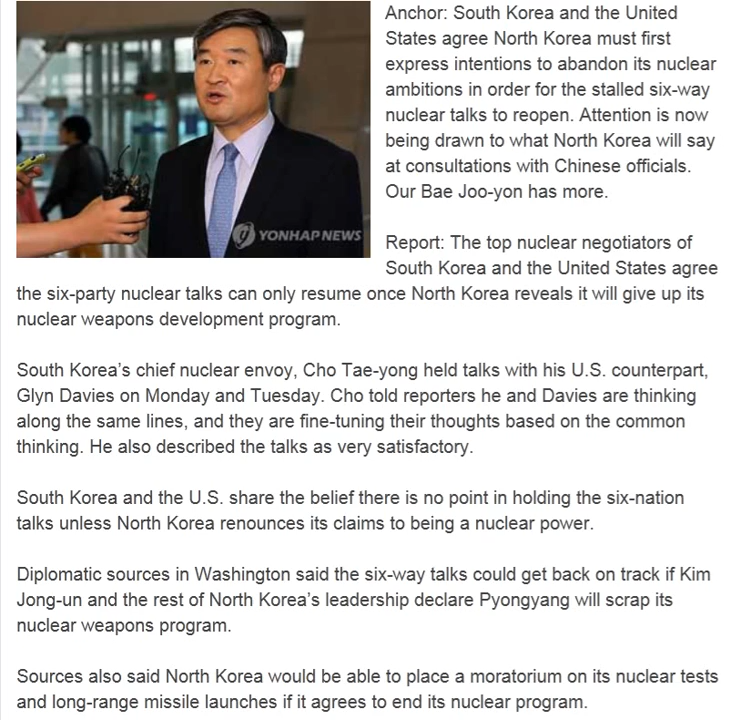 Anchor: South Korea and the United
States agree North Korea must first
express intentions to abandon its nuclear
ambitions in order for the stalled six-way
nuclear talks to reopen. Attention is now
being drawn to what North Korea will say
at consultations with Chinese officials.
Our Bae Joo-yon has more.
YONHAP NEWS
Report: The top nuclear negotiators of
South Korea and the United States agree
the six-party nuclear talks can only resume once North Korea reveals it will give up its
nuclear weapons development program.
South Korea's chief nuclear envoy, Cho Tae-yong held talks with his U.S. counterpart,
Glyn Davies on Monday and Tuesday. Cho told reporters he and Davies are thinking
along the same lines, and they are fine-tuning their thoughts based on the common
thinking. He also described the talks as very satisfactory.
South Korea and the U.S. share the belief there is no point in holding the six-nation
talks unless North Korea renounces its claims to being a nuclear power.
Diplomatic sources in Washington said the six-way talks could get back on track if Kim
Jong-un and the rest of North Korea's leadership declare Pyongyang will scrap its
nuclear weapons program.
Sources also said North Korea would be able to place a moratorium on its nuclear tests
and long-range missile launches if it agrees to end its nuclear program.